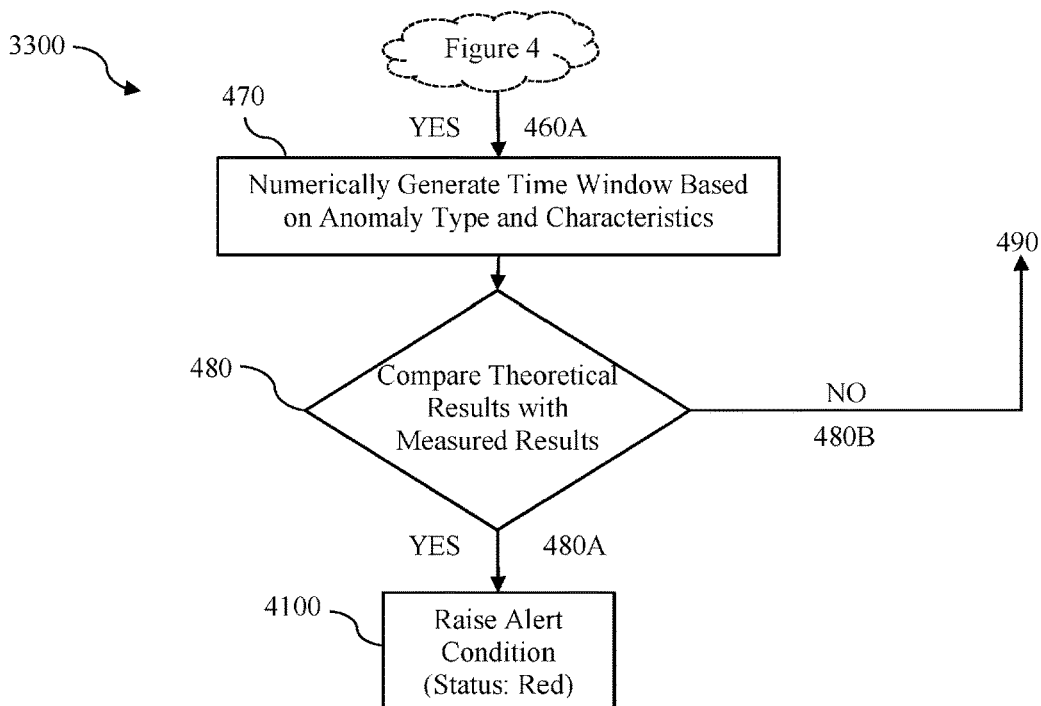 3300
Figure 4
470
YES
460A
Numerically Generate Time Window Based
on Anomaly Type and Characteristics
490
480
Compare Theoretical
Results with
Measured Results
NO
480B
YES
480A
4100
Raise Alert
Condition
(Status: Red)